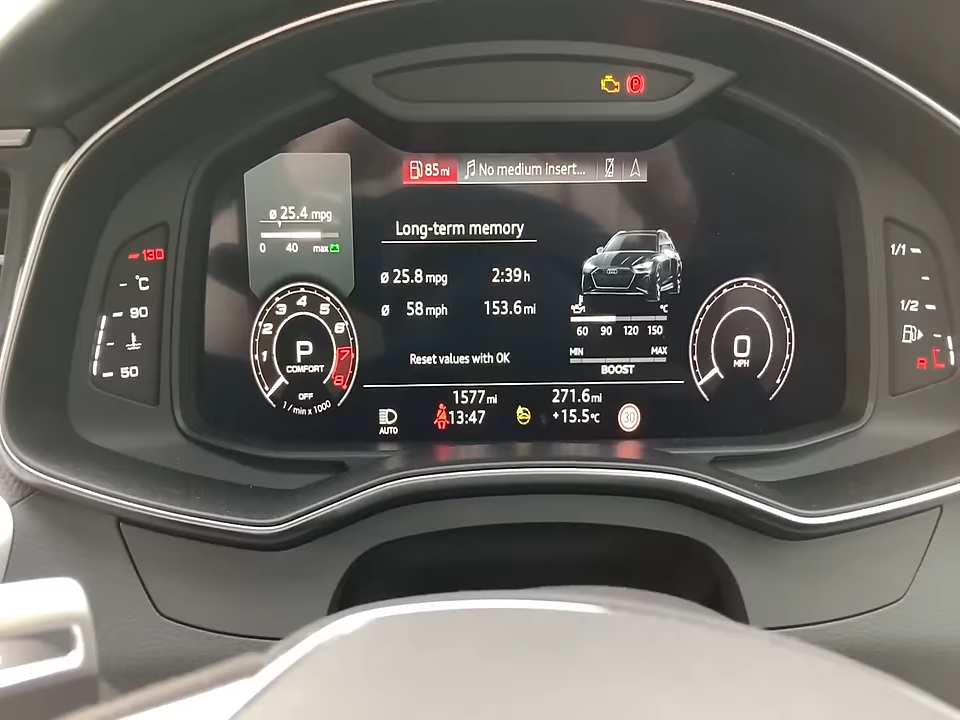 85 mi No medium insert...
ø 25.4 mpg
0 40 max
Long-term memory
ø 25.8 mpg 2:39 h
ø 58 mph 153.6 mi
Reset values with OK
130
°C
90
50
1 2 3 4 5 6 7 8
P
COMFORT
OFF
1 / min x 1000
°C
60 90 120 150
MIN MAX
BOOST
0
MPH
1/1
1/2
R
1577 mi 271.6 mi
AUTO
13:47 +15.5 °C
30